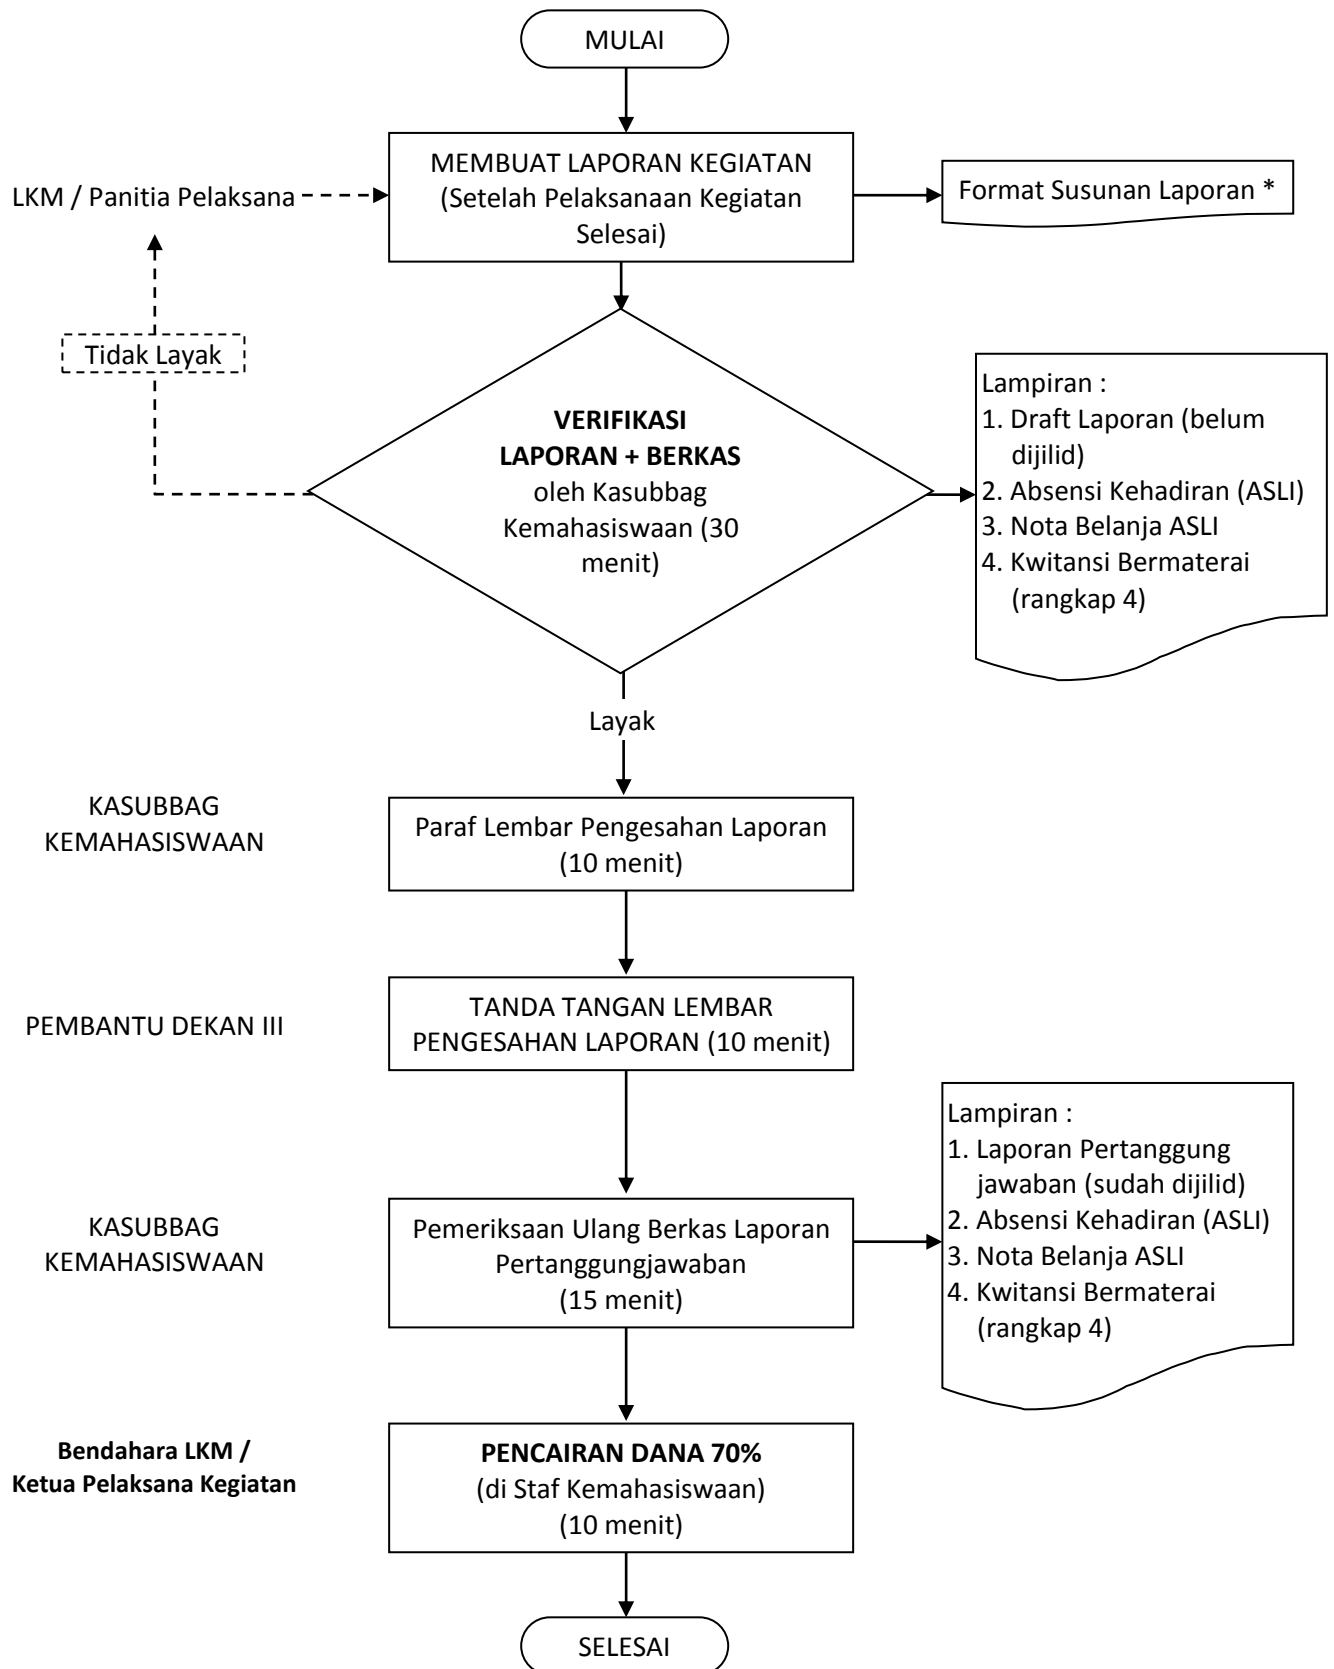 MULAI
MEMBUAT LAPORAN KEGIATAN
(Setelah Pelaksanaan Kegiatan
Selesai)
LKM / Panitia Pelaksana
Format Susunan Laporan *
Tidak Layak
VERIFIKASI
LAPORAN + BERKAS
oleh Kasubbag
Kemahasiswaan (30
menit)
Lampiran :
1. Draft Laporan (belum
dijilid)
2. Absensi Kehadiran (ASLI)
3. Nota Belanja ASLI
4. Kwitansi Bermaterai
(rangkap 4)
Layak
KASUBBAG
KEMAHASISWAAN
Paraf Lembar Pengesahan Laporan
(10 menit)
PEMBANTU DEKAN III
TANDA TANGAN LEMBAR
PENGESAHAN LAPORAN (10 menit)
KASUBBAG
KEMAHASISWAAN
Pemeriksaan Ulang Berkas Laporan
Pertanggungjawaban
(15 menit)
Lampiran :
1. Laporan Pertanggung
jawaban (sudah dijilid)
2. Absensi Kehadiran (ASLI)
3. Nota Belanja ASLI
4. Kwitansi Bermaterai
(rangkap 4)
Bendahara LKM /
Ketua Pelaksana Kegiatan
PENCAIRAN DANA 70%
(di Staf Kemahasiswaan)
(10 menit)
SELESAI